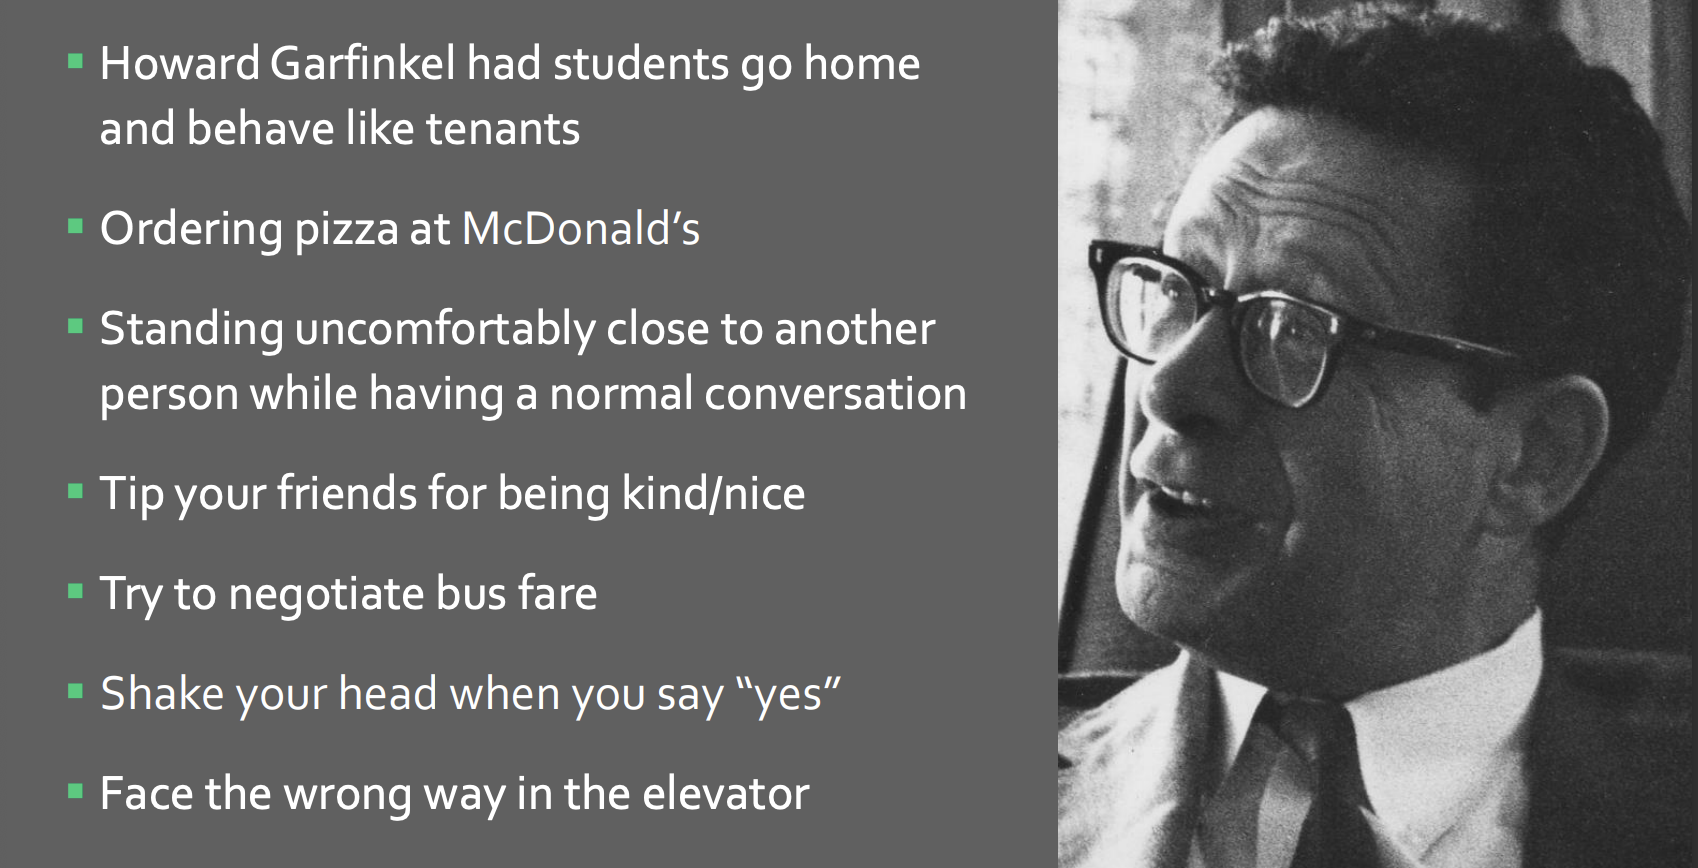 Howard Garfinkel had students go home
and behave like tenants
Ordering pizza at McDonald’s
Standing uncomfortably close to another
person while having a normal conversation
Tip your friends for being kind/nice
Try to negotiate bus fare
Shake your head when you say “yes”
Face the wrong way in the elevator